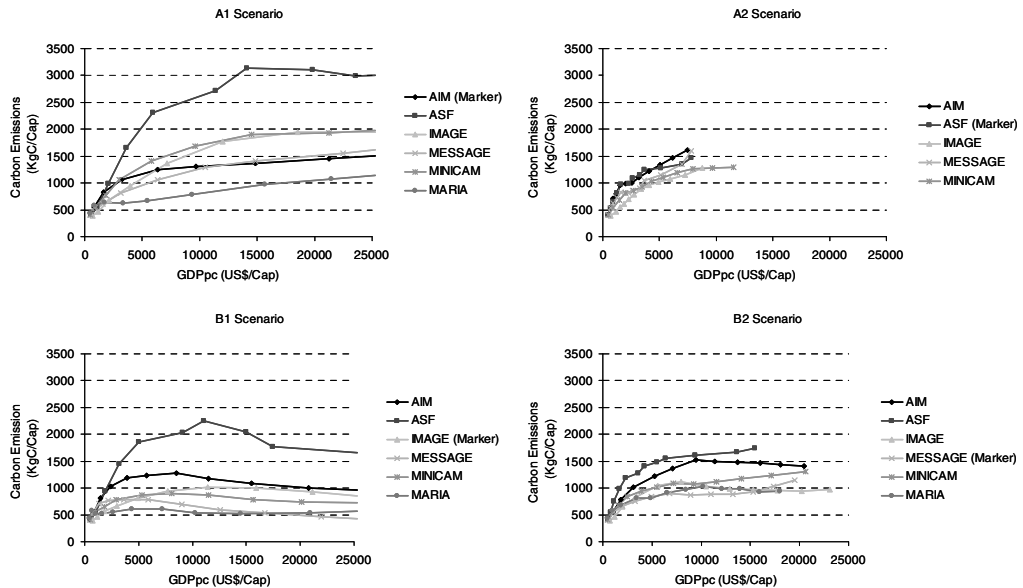 A1 Scenario
Carbon Emissions
(KgC/Cap)
3500
3000
2500
2000
1500
1000
500
0
0 5000 10000 15000 20000 25000
GDPpc (US$/Cap)
AIM (Marker)
ASF
IMAGE
MESSAGE
MINICAM
MARIA
A2 Scenario
Carbon Emissions
(KgC/Cap)
3500
3000
2500
2000
1500
1000
500
0
0 5000 10000 15000 20000 25000
GDPpc (US$/Cap)
AIM
ASF (Marker)
IMAGE
MESSAGE
MINICAM
B1 Scenario
Carbon Emission
(KgC/Cap)
3500
3000
2500
2000
1500
1000
500
0
0 5000 10000 15000 20000 25000
GDPpc (US$/Cap)
AIM
ASF
IMAGE (Marker)
MESSAGE
MINICAM
MARIA
B2 Scenario
Carbon Emissions
(KgC/Cap)
3500
3000
2500
2000
1500
1000
500
0
0 5000 10000 15000 20000 25000
GDPpc (US$/Cap)
AIM
ASF
IMAGE
MESSAGE (Marker)
MINICAM
MARIA